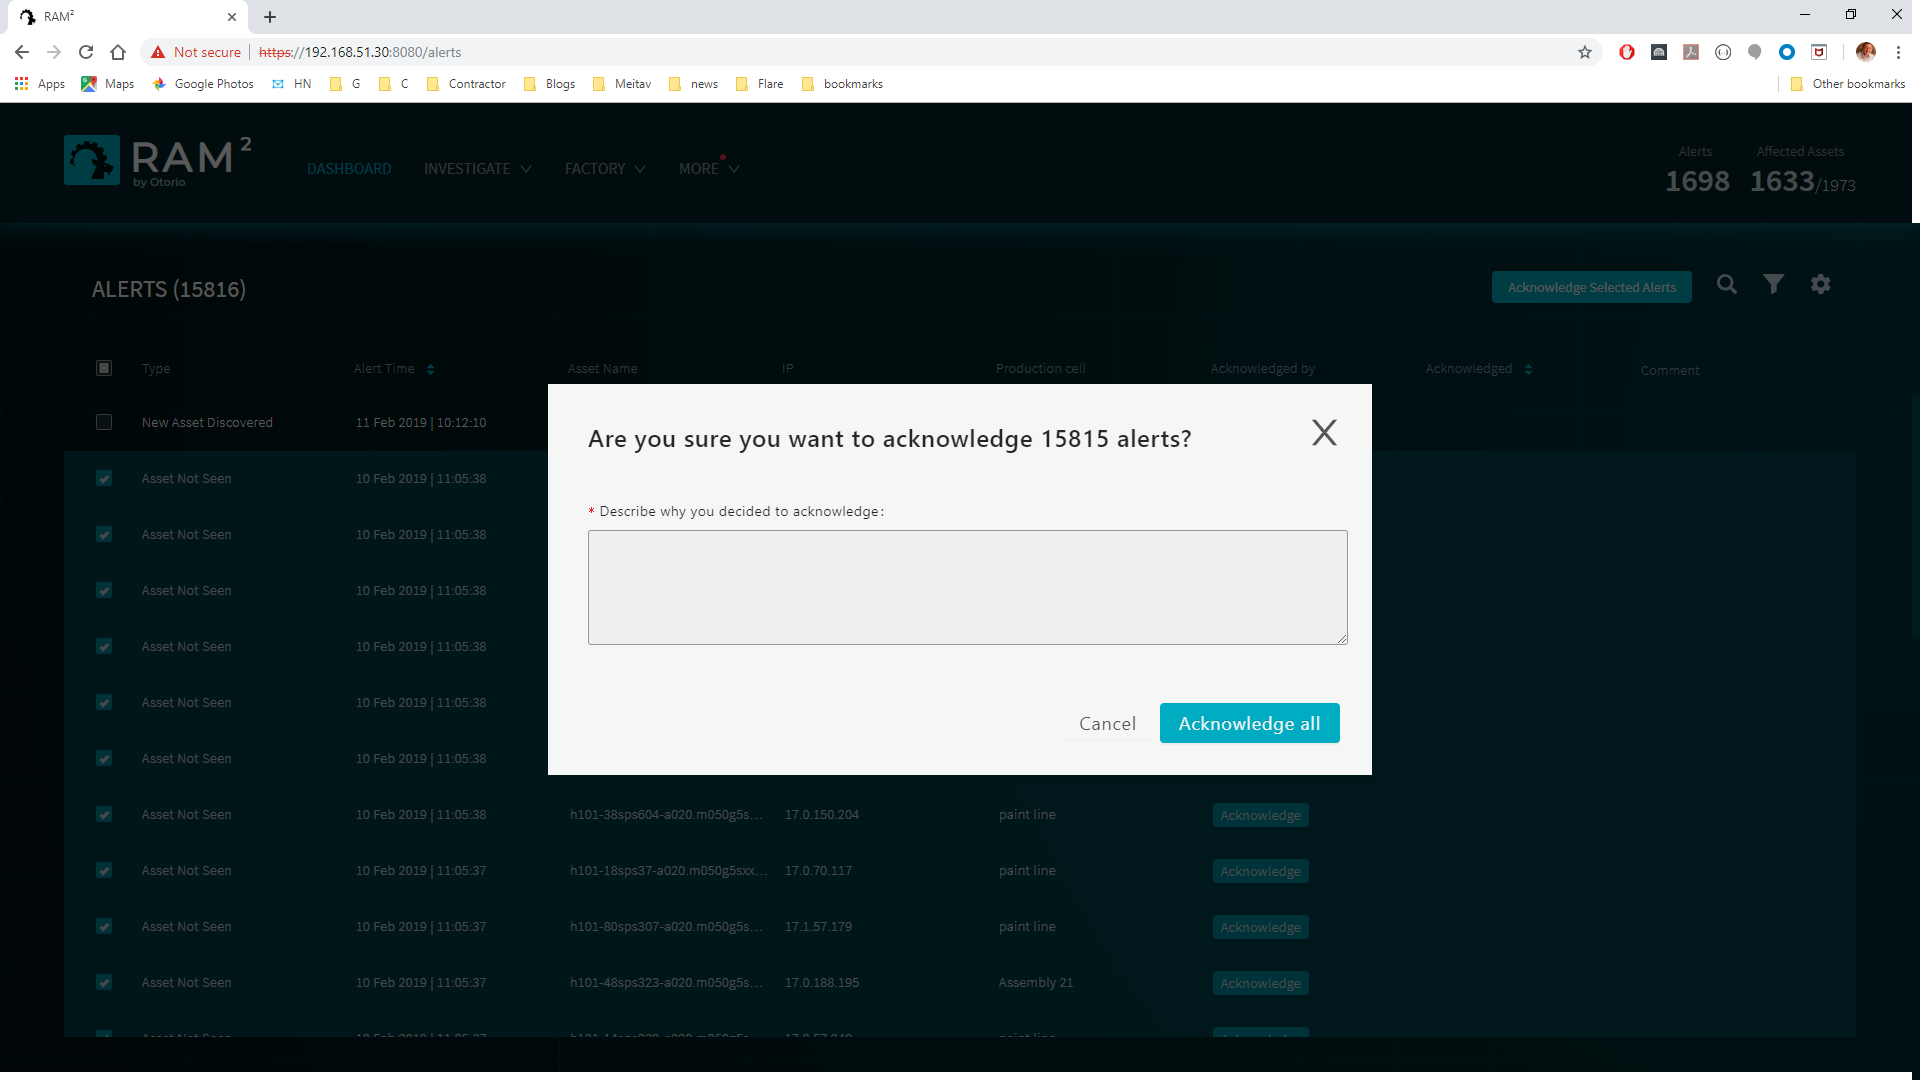 RAM²
Not secure
https://192.168.51.30:8080/alerts
Apps
Maps
Google Photos
HN
G
C
Contractor
Blogs
Meitav
news
Flare
bookmarks
Other bookmarks
RAM²
by Otorio
DASHBOARD
INVESTIGATE
FACTORY
MORE
Alerts
1698
Affected Assets
1633/1973
ALERTS (15816)
Acknowledge Selected Alerts
Type
Alert Time
Asset Name
IP
Production cell
Acknowledged by
Acknowledged
Comment
New Asset Discovered 11 Feb 2019 | 10:12:10
Asset Not Seen 10 Feb 2019 | 11:05:38
Asset Not Seen 10 Feb 2019 | 11:05:38
Asset Not Seen 10 Feb 2019 | 11:05:38
Asset Not Seen 10 Feb 2019 | 11:05:38
Asset Not Seen 10 Feb 2019 | 11:05:38
Asset Not Seen 10 Feb 2019 | 11:05:38
Are you sure you want to acknowledge 15815 alerts?
* Describe why you decided to acknowledge:
Cancel
Acknowledge all
Asset Not Seen 10 Feb 2019 | 11:05:38 h101-38sps604-a020.m050g5s... 17.0.150.204 paint line Acknowledge
Asset Not Seen 10 Feb 2019 | 11:05:37 h101-18sps37-a020.m050g5sxx... 17.0.70.117 paint line Acknowledge
Asset Not Seen 10 Feb 2019 | 11:05:37 h101-80sps307-a020.m050g5s... 17.1.57.179 paint line Acknowledge
Asset Not Seen 10 Feb 2019 | 11:05:37 h101-48sps323-a020.m050g5s... 17.0.188.195 Assembly 21 Acknowledge